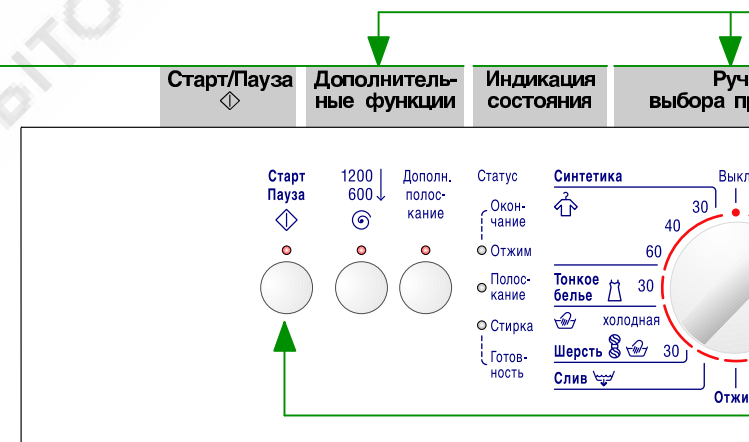 Старт/Пауза
Дополнитель-
ные функции
Индикация
состояния
Руч
выбора пр
Старт
Пауза
1200
600
Дополн.
полос-
кание
Статус
Окон-
чание
Отжим
Полос-
кание
Стирка
Готов-
ность
Синтетика
30
40
60
Тонкое
белье
30
холодная
Шерсть
30
Слив
Выкл
Отжи